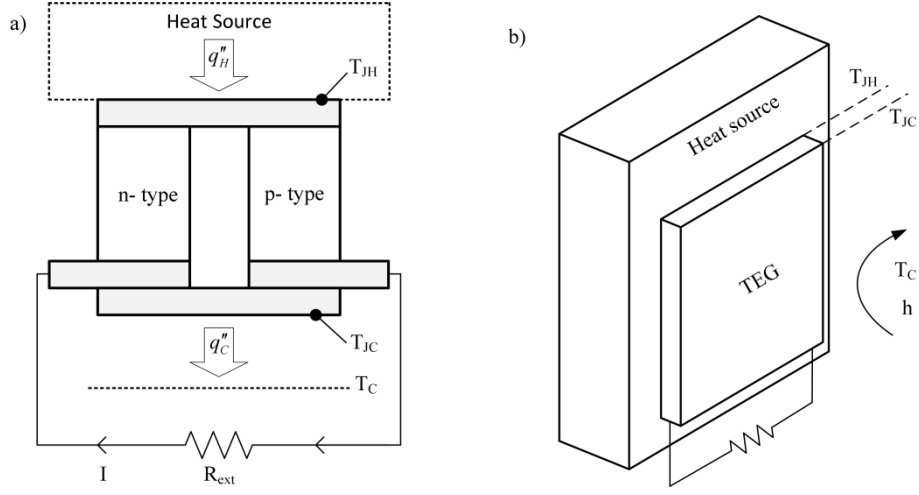 a)
Heat Source
q''H
TJH
n- type
p- type
q''C
TJC
TC
I
Rext
b)
TJH
TJC
Heat source
TEG
TC
h